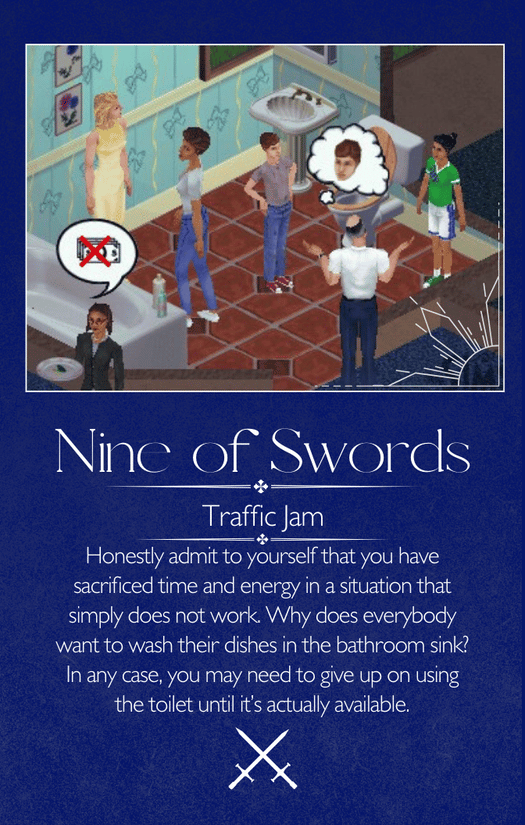 Nine of Swords
Traffic Jam
Honestly admit to yourself that you have
sacrificed time and energy in a situation that
simply does not work. Why does everybody
want to wash their dishes in the bathroom sink?
In any case, you may need to give up on using
the toilet until it's actually available.